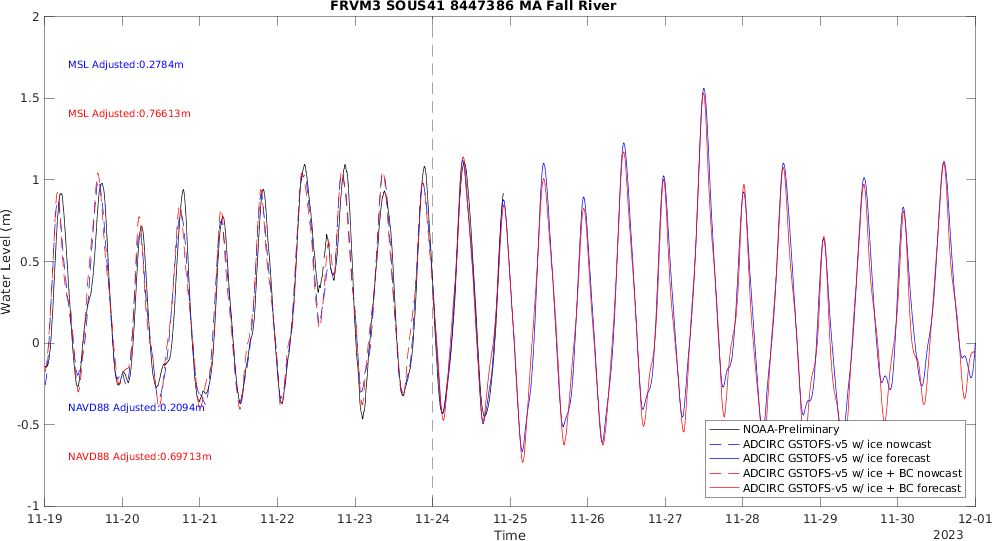 FRVM3 SOUS41 8447386 MA Fall River
2
1.5
1
0.5
0
-0.5
-1
Water Level (m)
MSL Adjusted:0.2784m
MSL Adjusted:0.76613m
NAVD88 Adjusted:0.2094m
NAVD88 Adjusted:0.69713m
NOAA-Preliminary
ADCIRC GSTOFS-v5 w/ ice nowcast
ADCIRC GSTOFS-v5 w/ ice forecast
ADCIRC GSTOFS-v5 w/ ice + BC nowcast
ADCIRC GSTOFS-v5 w/ ice + BC forecast
11-19 11-20 11-21 11-22 11-23 11-24 11-25 11-26 11-27 11-28 11-29 11-30 12-01
Time
2023